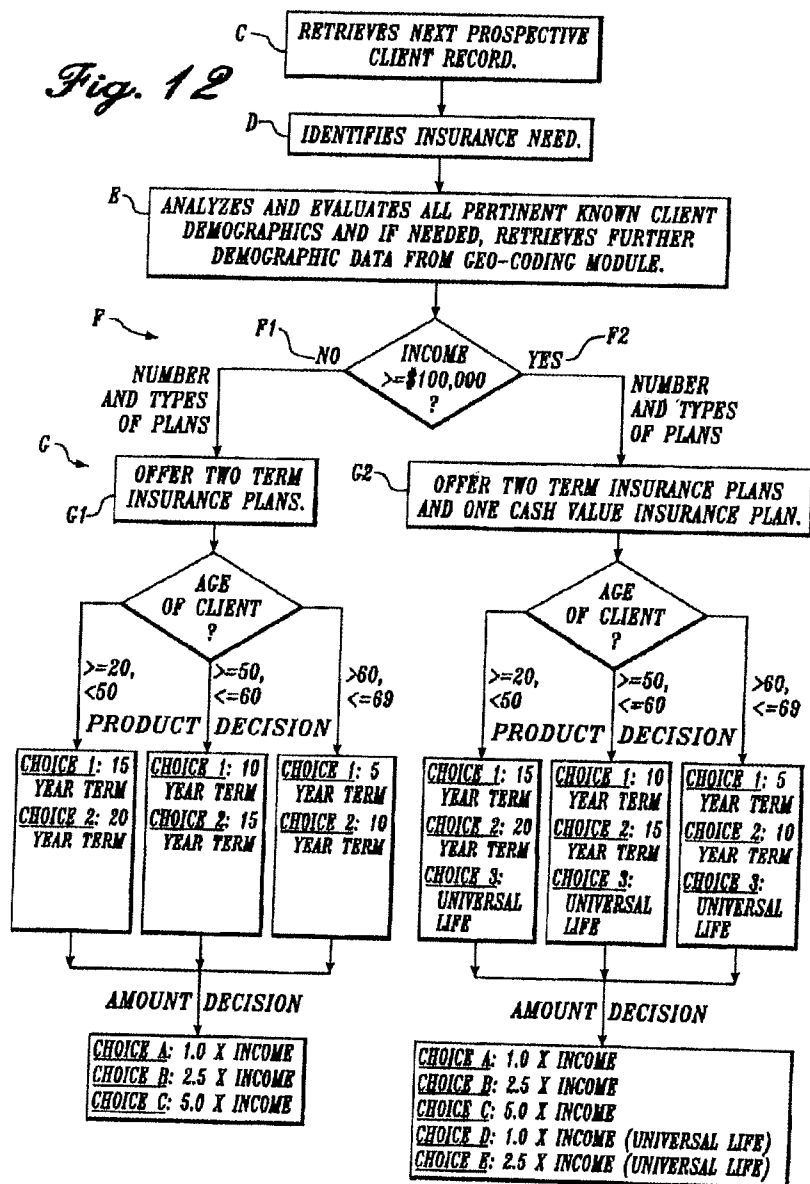 C
RETRIEVES NEXT PROSPECTIVE
CLIENT RECORD.
Fig. 12
D
IDENTIFIES INSURANCE NEED.
E
ANALYZES AND EVALUATES ALL PERTINENT KNOWN CLIENT
DEMOGRAPHICS AND IF NEEDED, RETRIEVES FURTHER
DEMOGRAPHIC DATA FROM GEO-CODING MODULE.
F
F1
NO
INCOME
>=$100,000
?
YES
F2
NUMBER
AND TYPES
OF PLANS
NUMBER
AND TYPES
OF PLANS
G
G1
OFFER TWO TERM
INSURANCE PLANS.
G2
OFFER TWO TERM INSURANCE PLANS
AND ONE CASH VALUE INSURANCE PLAN.
AGE
OF CLIENT
?
>=20,
<50
>=50,
<=60
>60,
<=69
PRODUCT DECISION
CHOICE 1: 15
YEAR TERM
CHOICE 2: 20
YEAR TERM
CHOICE 1: 10
YEAR TERM
CHOICE 2: 15
YEAR TERM
CHOICE 1: 5
YEAR TERM
CHOICE 2: 10
YEAR TERM
AMOUNT DECISION
CHOICE A: 1.0 X INCOME
CHOICE B: 2.5 X INCOME
CHOICE C: 5.0 X INCOME
AGE
OF CLIENT
?
>=20,
<50
>=50,
<=60
>60,
<=69
PRODUCT DECISION
CHOICE 1: 15
YEAR TERM
CHOICE 2: 20
YEAR TERM
CHOICE 3:
UNIVERSAL
LIFE
CHOICE 1: 10
YEAR TERM
CHOICE 2: 15
YEAR TERM
CHOICE 3:
UNIVERSAL
LIFE
CHOICE 1: 5
YEAR TERM
CHOICE 2: 10
YEAR TERM
CHOICE 3:
UNIVERSAL
LIFE
AMOUNT DECISION
CHOICE A: 1.0 X INCOME
CHOICE B: 2.5 X INCOME
CHOICE C: 5.0 X INCOME
CHOICE D: 1.0 X INCOME (UNIVERSAL LIFE)
CHOICE E: 2.5 X INCOME (UNIVERSAL LIFE)